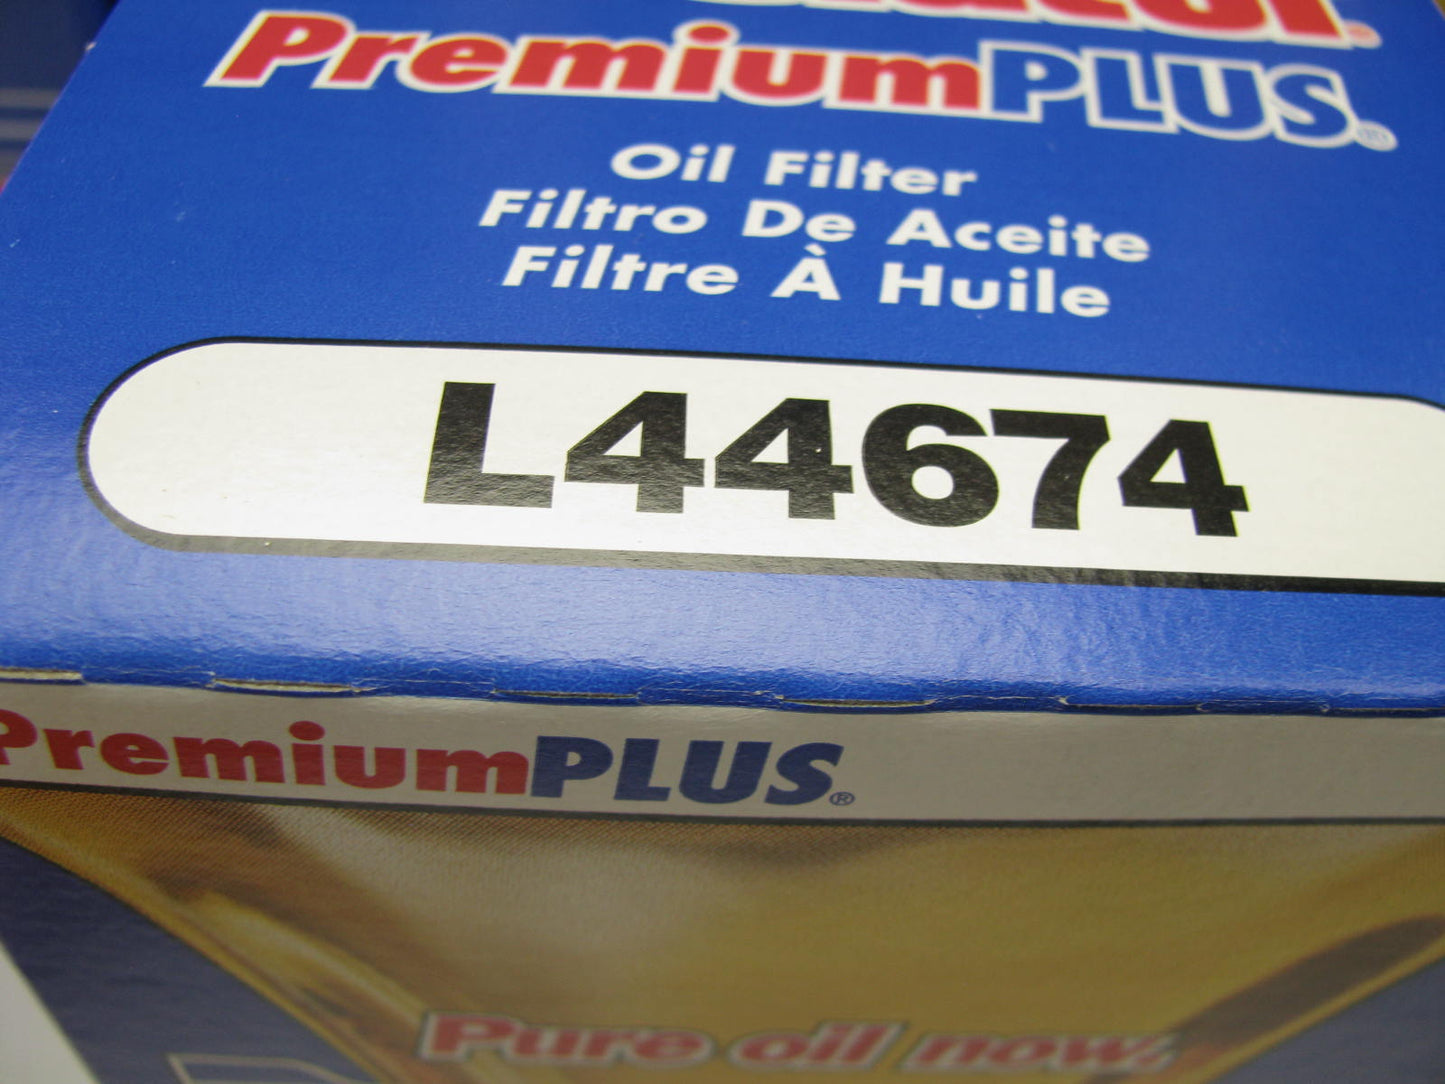 PremiumPLUS®
Oil Filter
Filtro De Aceite
Filtre À Huile
L44674
PremiumPLUS®
Pure oil now,